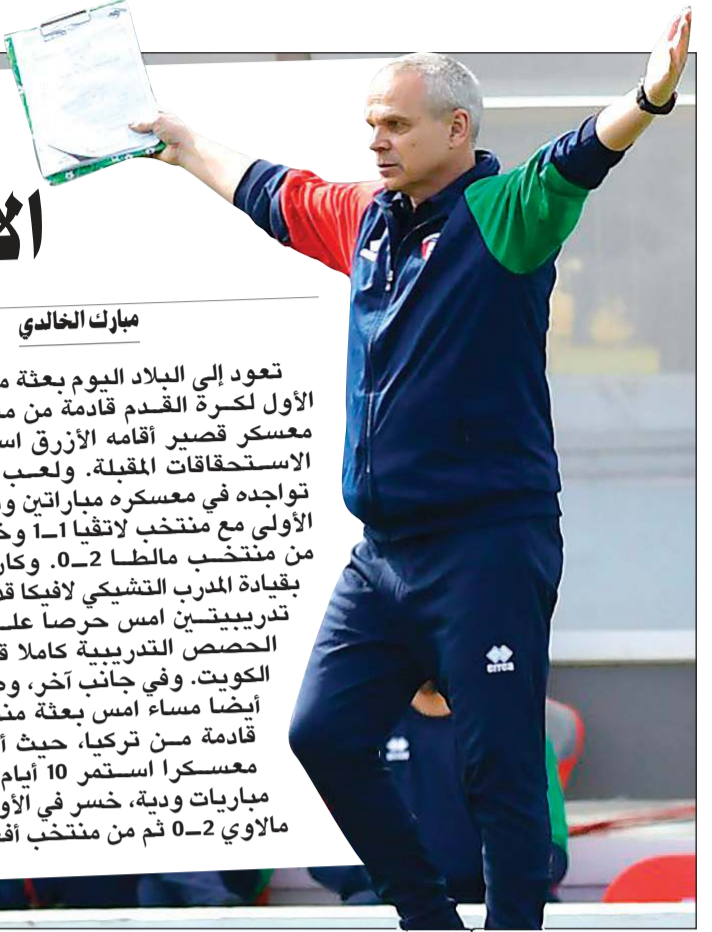 مبارك الخالدي
تعود إلى البلاد اليوم بعثة
الأول لكرة القدم قادمة من
معسكر قصير أقامه الأزرق
الاستحقاقات المقبلة. ولعب
تواجده في معسكره مباراتين
الأولى مع منتخب لاتڤيا 1ـ1
من منتخب مالطا 2ـ0.
بقيادة المدرب التشيكي لافيكا
تدريبيتين امس حرصا
الحصص التدريبية كاملا
الكويت. وفي جانب آخر،
أيضا مساء امس بعثة
قادمة من تركيا، حيث
معسكرا استمر 10 أيام
مباريات ودية، خسر في
مالاوي 2ـ0 ثم من منتخب
errea